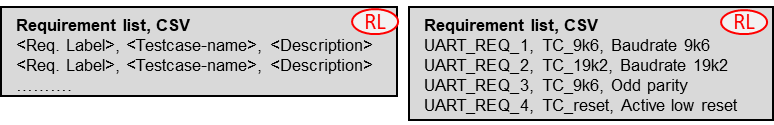 Requirement list, CSV
RL
<Req. Label>, <Testcase-name>, <Description>
<Req. Label>, <Testcase-name>, <Description>
……….
Requirement list, CSV
RL
UART_REQ_1, TC_9k6, Baudrate 9k6
UART_REQ_2, TC_19k2, Baudrate 19k2
UART_REQ_3, TC_9k6, Odd parity
UART_REQ_4, TC_reset, Active low reset